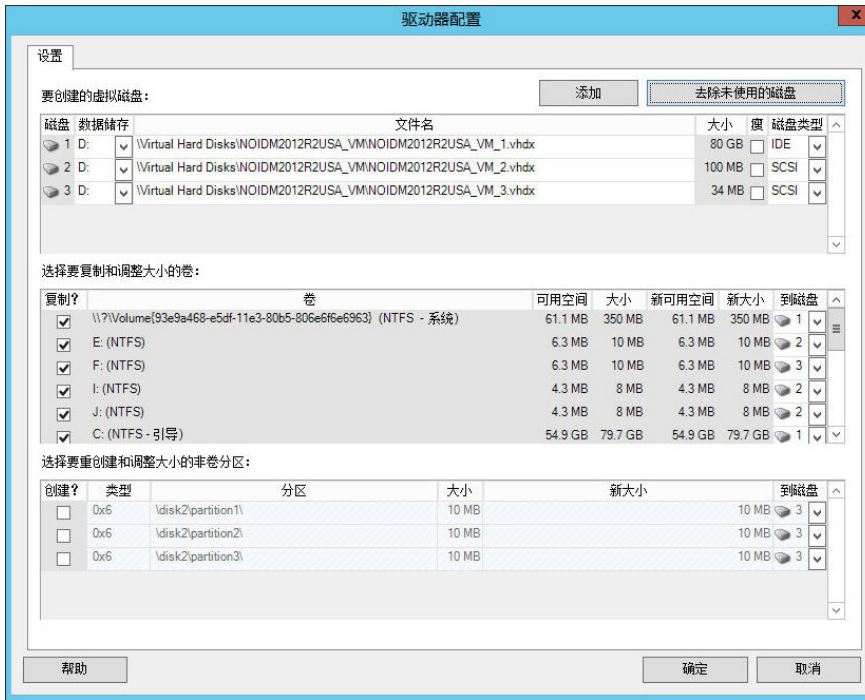 驱动器配置
x
设置
要创建的虚拟磁盘：
添加
去除未使用的磁盘
磁盘 数据储存 文件名 大小 瘦 磁盘类型
1 D: \Virtual Hard Disks\NOIDM2012R2USA_VM\NOIDM2012R2USA_VM_1.vhdx 80 GB IDE
2 D: \Virtual Hard Disks\NOIDM2012R2USA_VM\NOIDM2012R2USA_VM_2.vhdx 100 MB SCSI
3 D: \Virtual Hard Disks\NOIDM2012R2USA_VM\NOIDM2012R2USA_VM_3.vhdx 34 MB SCSI
选择要复制和调整大小的卷：
复制? 卷 可用空间 大小 新可用空间 新大小 到磁盘
\\?\Volume{93e9a468-e5df-11e3-80b5-806e6f6e6963} (NTFS - 系统) 61.1 MB 350 MB 61.1 MB 350 MB 1
E: (NTFS) 6.3 MB 10 MB 6.3 MB 10 MB 2
F: (NTFS) 6.3 MB 10 MB 6.3 MB 10 MB 3
I: (NTFS) 4.3 MB 8 MB 4.3 MB 8 MB 2
J: (NTFS) 4.3 MB 8 MB 4.3 MB 8 MB 2
C: (NTFS - 引导) 54.9 GB 79.7 GB 54.9 GB 79.7 GB 1
选择要重创建和调整大小的非卷分区：
创建? 类型 分区 大小 新大小 到磁盘
0x6 \disk2\partition1\ 10 MB 10 MB 3
0x6 \disk2\partition2\ 10 MB 10 MB 3
0x6 \disk2\partition3\ 10 MB 10 MB 3
帮助
确定
取消